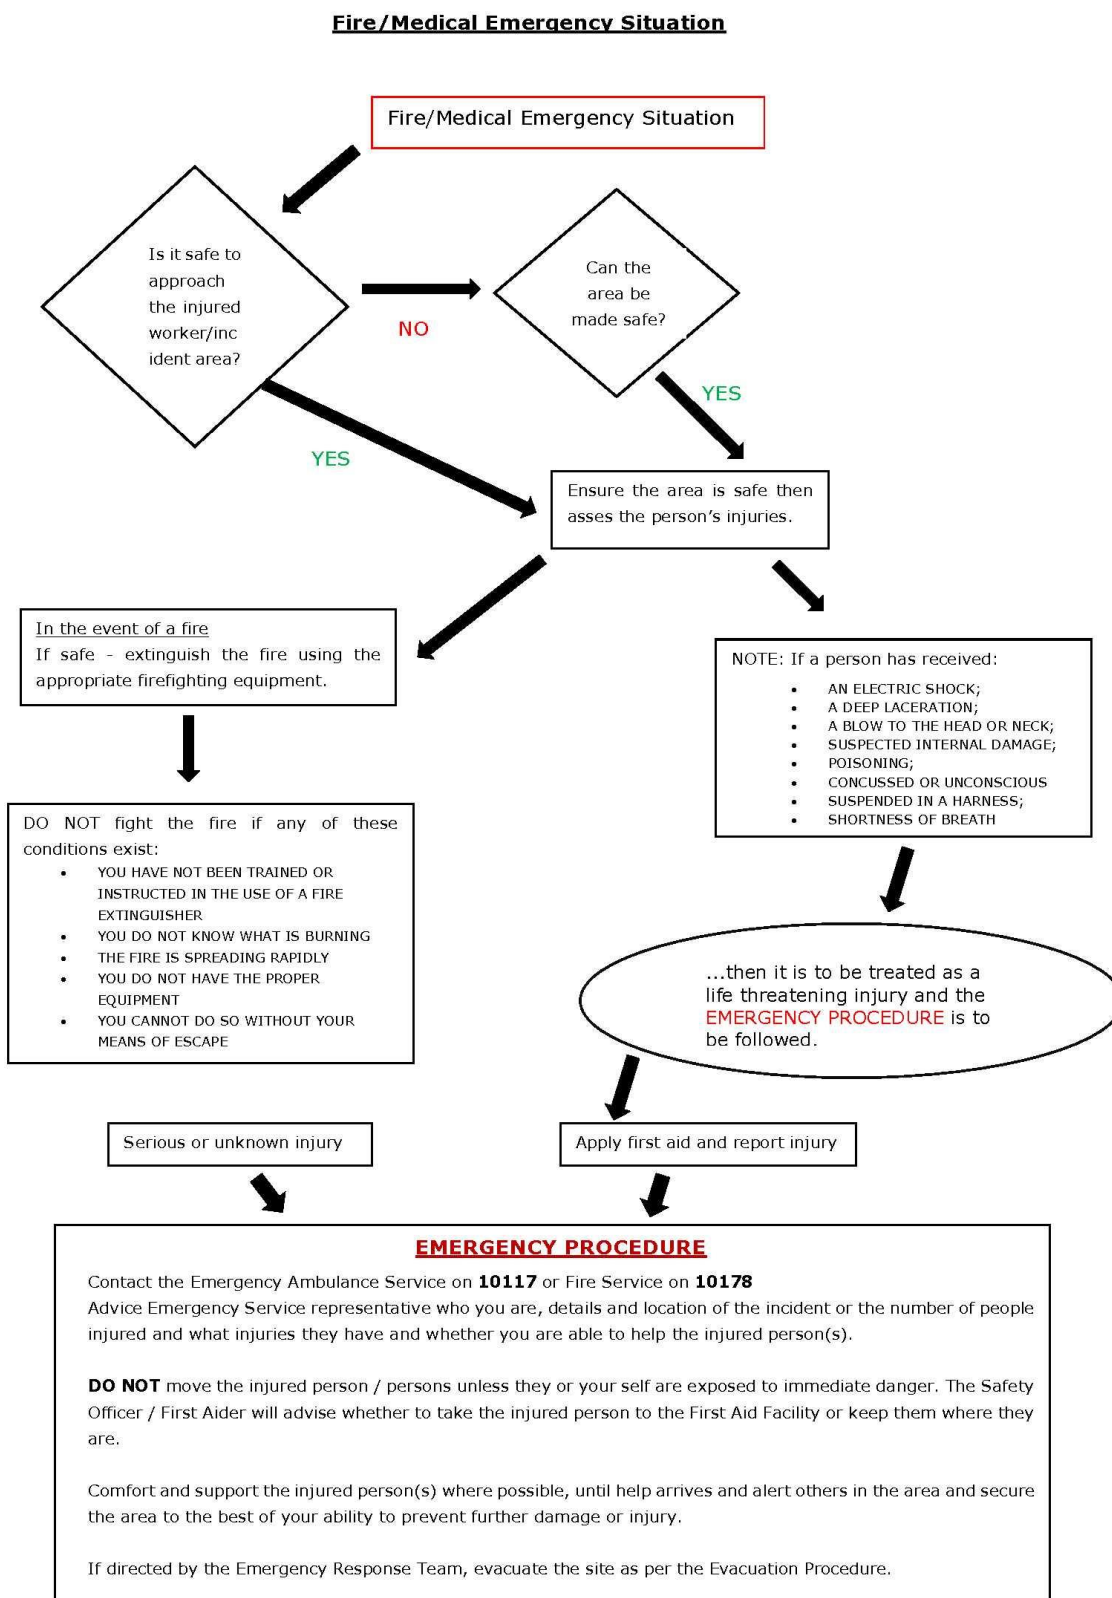 Fire/Medical Emergency Situation
Fire/Medical Emergency Situation
Is it safe to
approach
the injured
worker/inc
ident area?
NO
Can the
area be
made safe?
YES
YES
Ensure the area is safe then
asses the person's injuries.
In the event of a fire
If safe - extinguish the fire using the
appropriate firefighting equipment.
NOTE: If a person has received:
• AN ELECTRIC SHOCK;
• A DEEP LACERATION;
• A BLOW TO THE HEAD OR NECK;
• SUSPECTED INTERNAL DAMAGE;
• POISONING;
• CONCUSSED OR UNCONSCIOUS
• SUSPENDED IN A HARNESS;
• SHORTNESS OF BREATH
DO NOT fight the fire if any of these
conditions exist:
• YOU HAVE NOT BEEN TRAINED OR
INSTRUCTED IN THE USE OF A FIRE
EXTINGUISHER
• YOU DO NOT KNOW WHAT IS BURNING
• THE FIRE IS SPREADING RAPIDLY
• YOU DO NOT HAVE THE PROPER
EQUIPMENT
• YOU CANNOT DO SO WITHOUT YOUR
MEANS OF ESCAPE
...then it is to be treated as a
life threatening injury and the
EMERGENCY PROCEDURE is to
be followed.
Serious or unknown injury
Apply first aid and report injury
EMERGENCY PROCEDURE
Contact the Emergency Ambulance Service on 10117 or Fire Service on 10178
Advice Emergency Service representative who you are, details and location of the incident or the number of people
injured and what injuries they have and whether you are able to help the injured person(s).
DO NOT move the injured person / persons unless they or your self are exposed to immediate danger. The Safety
Officer / First Aider will advise whether to take the injured person to the First Aid Facility or keep them where they
are.
Comfort and support the injured person(s) where possible, until help arrives and alert others in the area and secure
the area to the best of your ability to prevent further damage or injury.
If directed by the Emergency Response Team, evacuate the site as per the Evacuation Procedure.